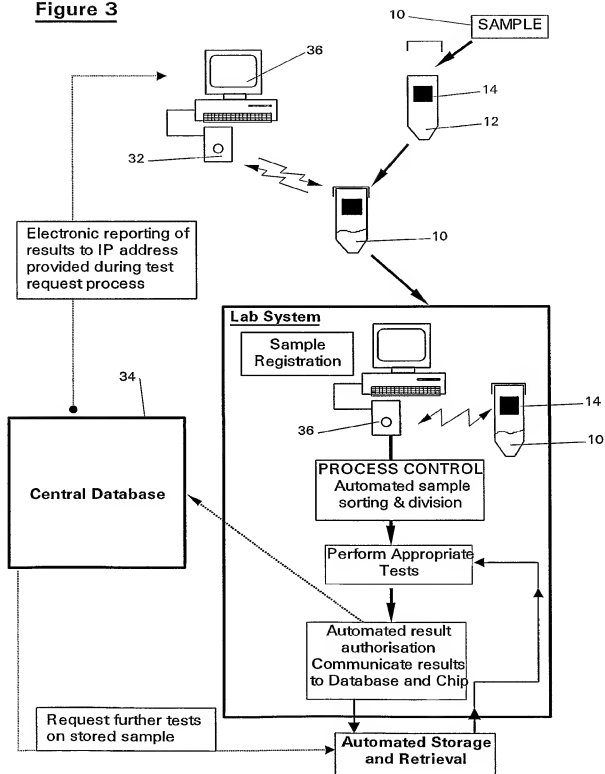 Figure 3
10
SAMPLE
36
14
12
32
10
Electronic reporting of
results to IP address
provided during test
request process
Lab System
Sample
Registration
34
36
14
10
Central Database
PROCESS CONTROL
Automated sample
sorting & division
Perform Appropriate
Tests
Automated result
authorisation
Communicate results
to Database and Chip
Request further tests
on stored sample
Automated Storage
and Retrieval